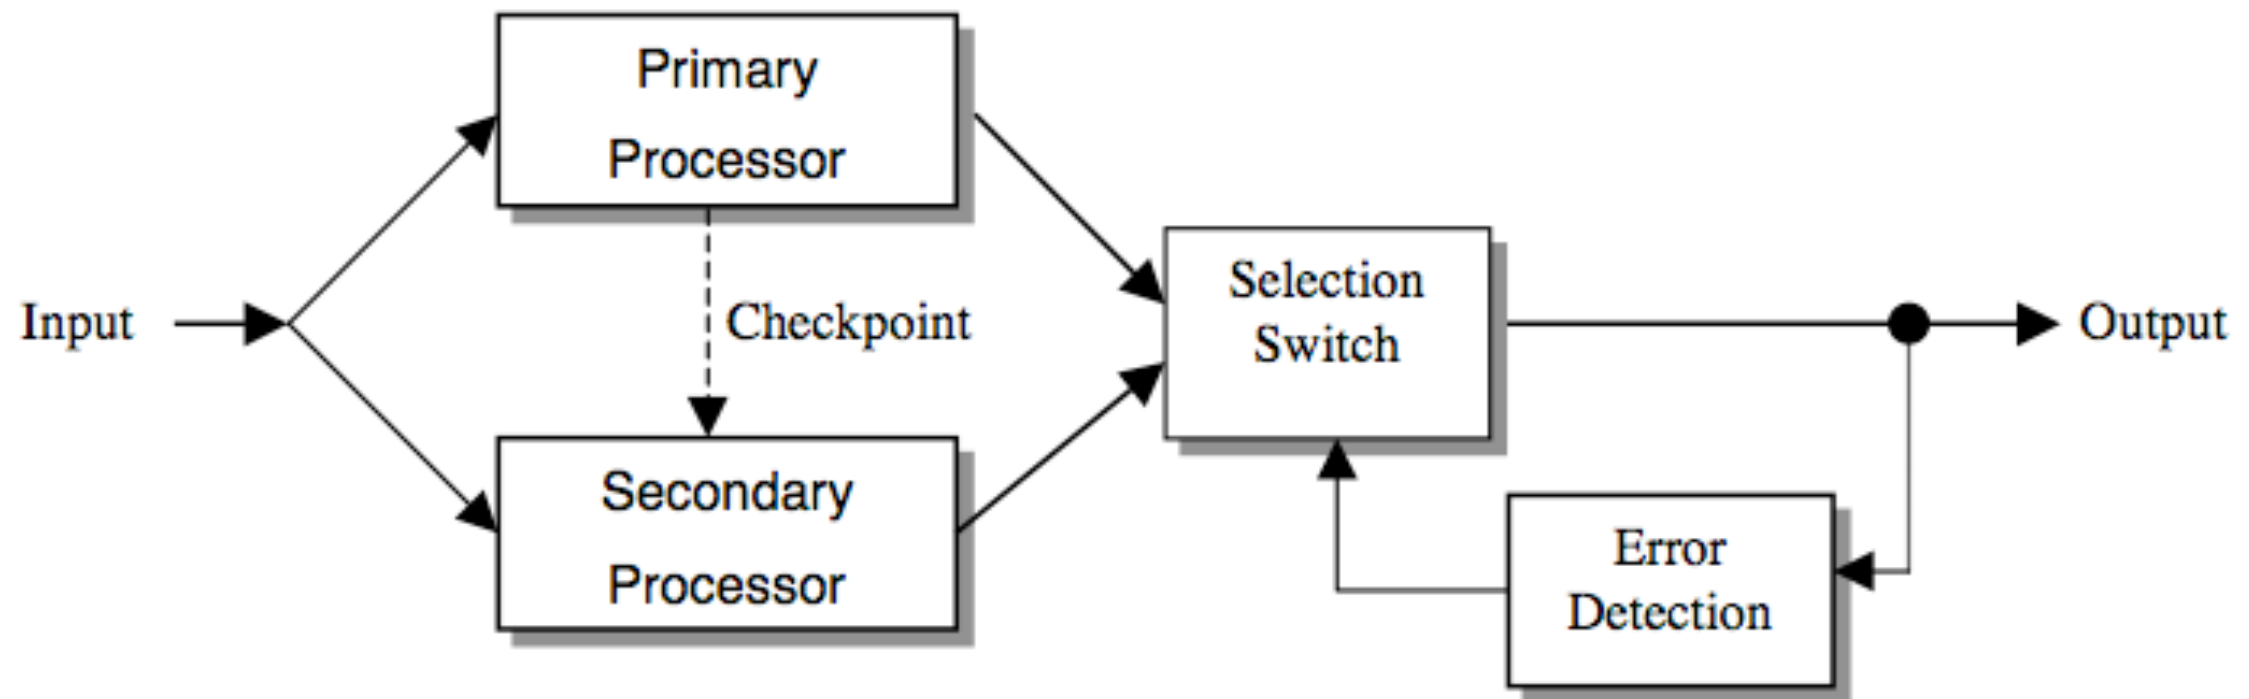 Primary
Processor
Input
Checkpoint
Selection
Switch
Output
Secondary
Processor
Error
Detection